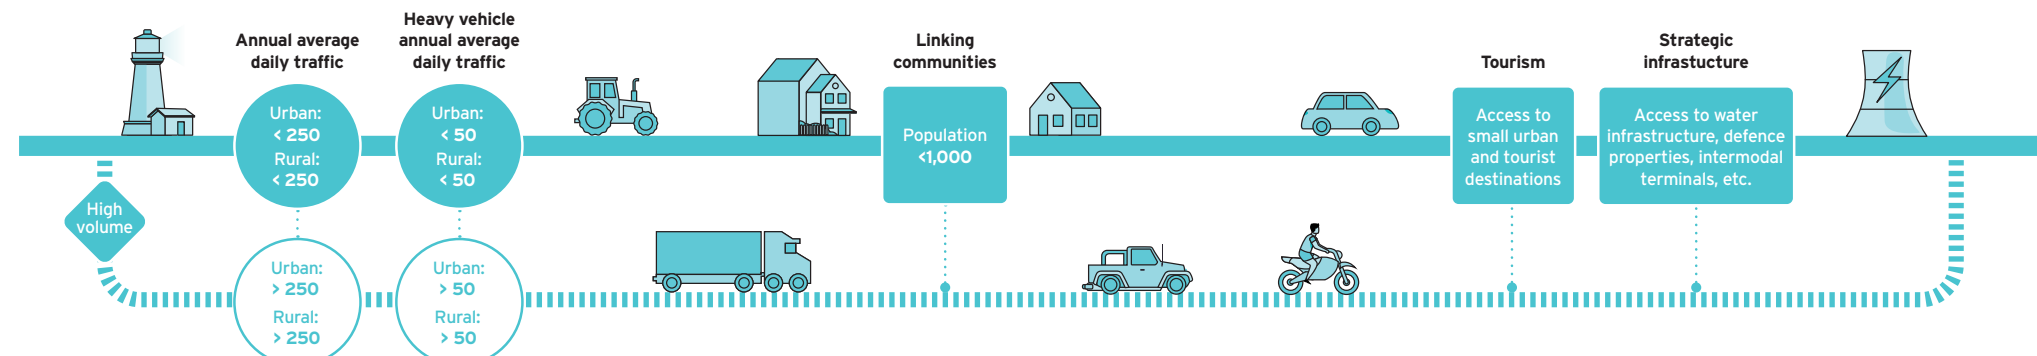 Annual average
daily traffic
Heavy vehicle
annual average
daily traffic
Linking
communities
Tourism
Strategic
infrastucture
Urban:
< 250
Rural:
< 250
Urban:
< 50
Rural:
< 50
Population
<1,000
Access to
small urban
and tourist
destinations
Access to water
infrastructure, defence
properties, intermodal
terminals, etc.
High
volume
Urban:
> 250
Rural:
> 250
Urban:
> 50
Rural:
> 50